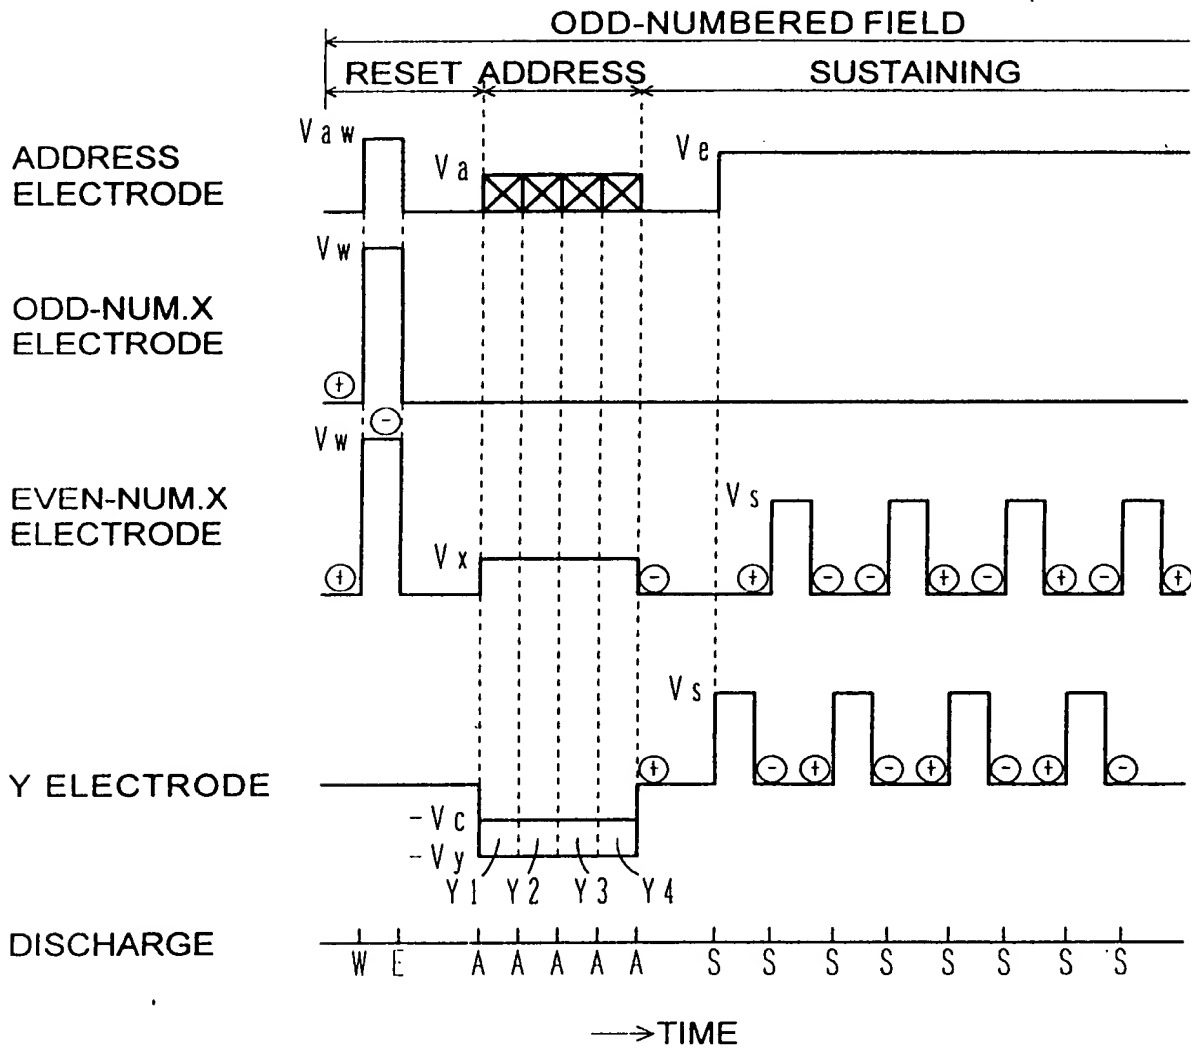 ODD-NUMBERED FIELD
RESET ADDRESS SUSTAINING
Vaw
ADDRESS
ELECTRODE
Va
Ve
Vw
ODD-NUM.X
ELECTRODE
+
-
Vw
EVEN-NUM.X
ELECTRODE
Vs
Vx
+ - + - - + - + - +
Vs
Y ELECTRODE
+ - + - + - + -
-Vc
-Vy
Y1 Y2 Y3 Y4
DISCHARGE
W E A A A A A S S S S S S S S
→TIME